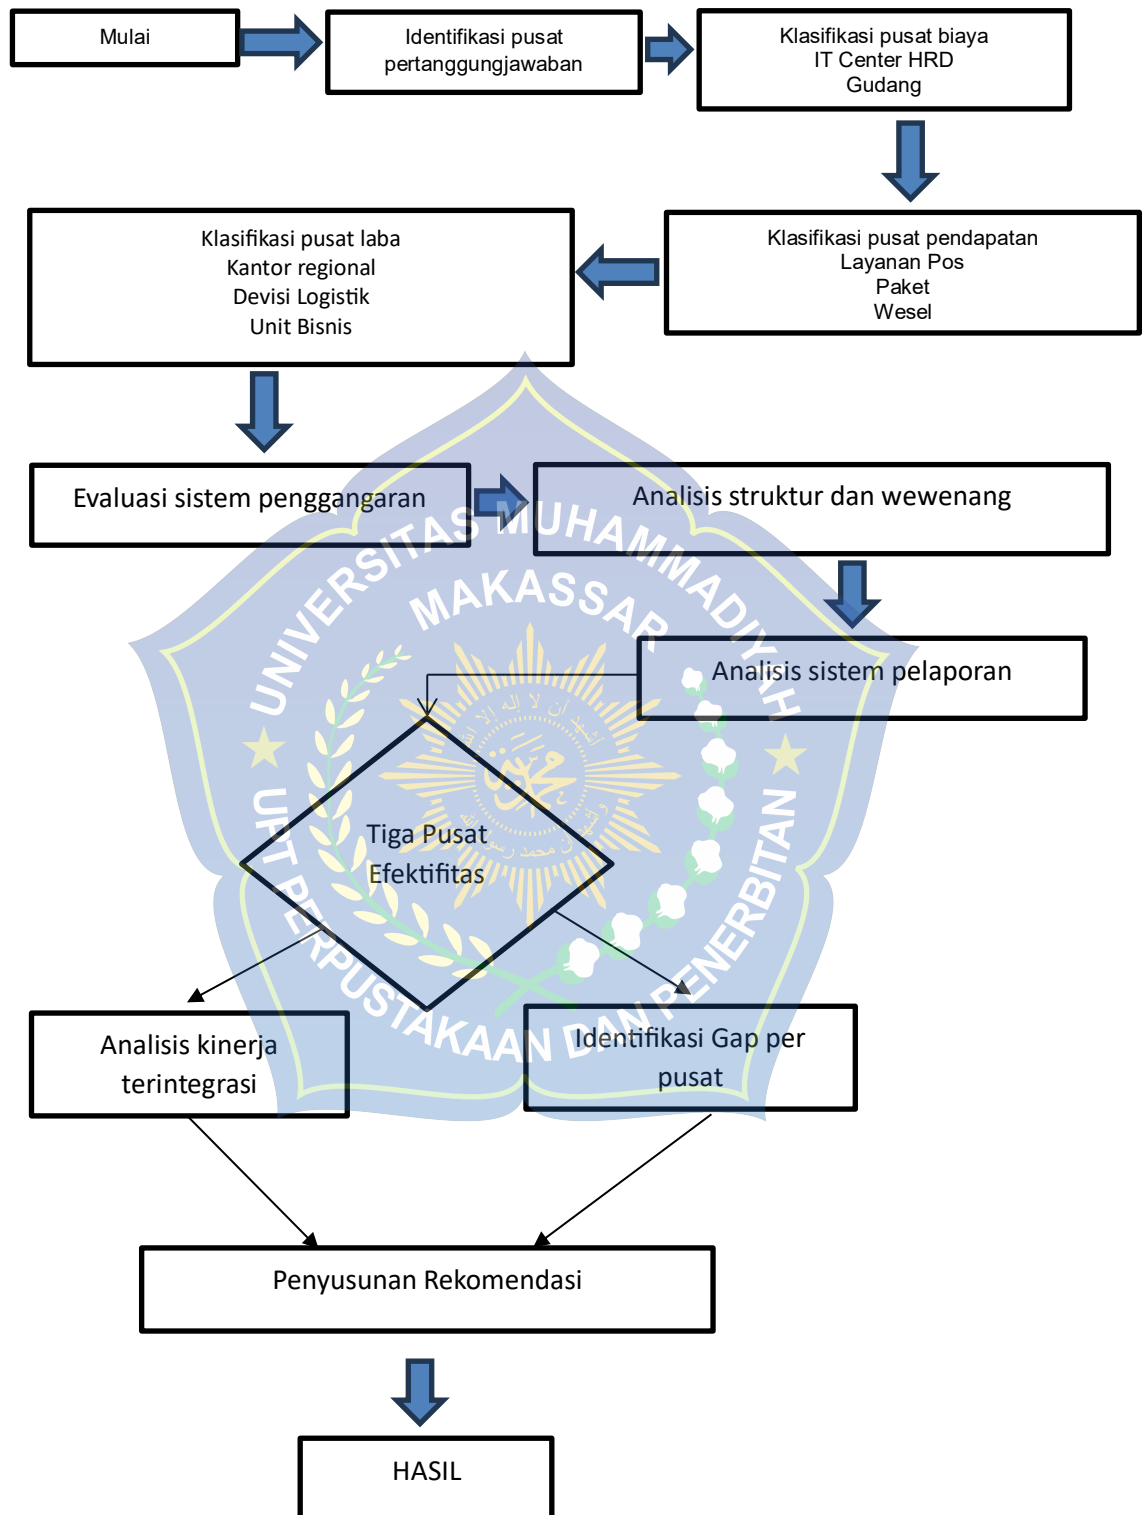 Mulai
Identifikasi pusat
pertanggungjawaban
Klasifikasi pusat biaya
IT Center HRD
Gudang
Klasifikasi pusat laba
Kantor regional
Devisi Logistik
Unit Bisnis
Klasifikasi pusat pendapatan
Layanan Pos
Paket
Wesel
Evaluasi sistem penggangaran
Analisis struktur dan wewenang
UNIVERSITAS MUHAMMADIYAH
MAKASSAR
Analisis sistem pelaporan
Tiga Pusat
Efektifitas
UPT PERPUSTAKAAN DAN PENERBITAN
Analisis kinerja
terintegrasi
Identifikasi Gap per
pusat
Penyusunan Rekomendasi
HASIL